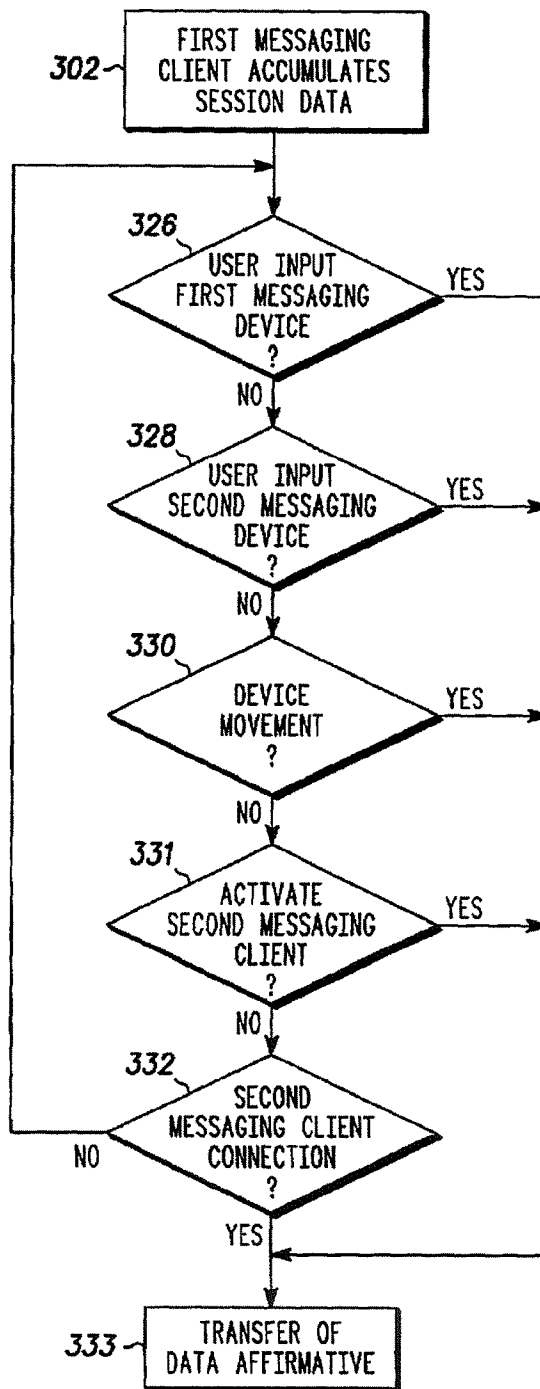 FIRST MESSAGING
302 CLIENT ACCUMULATES
SESSION DATA
326
USER INPUT YES
FIRST MESSAGING
DEVICE
?
NO
328
USER INPUT YES
SECOND MESSAGING
DEVICE
?
NO
330
DEVICE YES
MOVEMENT
?
NO
331
ACTIVATE YES
SECOND MESSAGING
CLIENT
?
NO
332
SECOND
MESSAGING CLIENT
NO CONNECTION
?
YES
TRANSFER OF
333 DATA AFFIRMATIVE